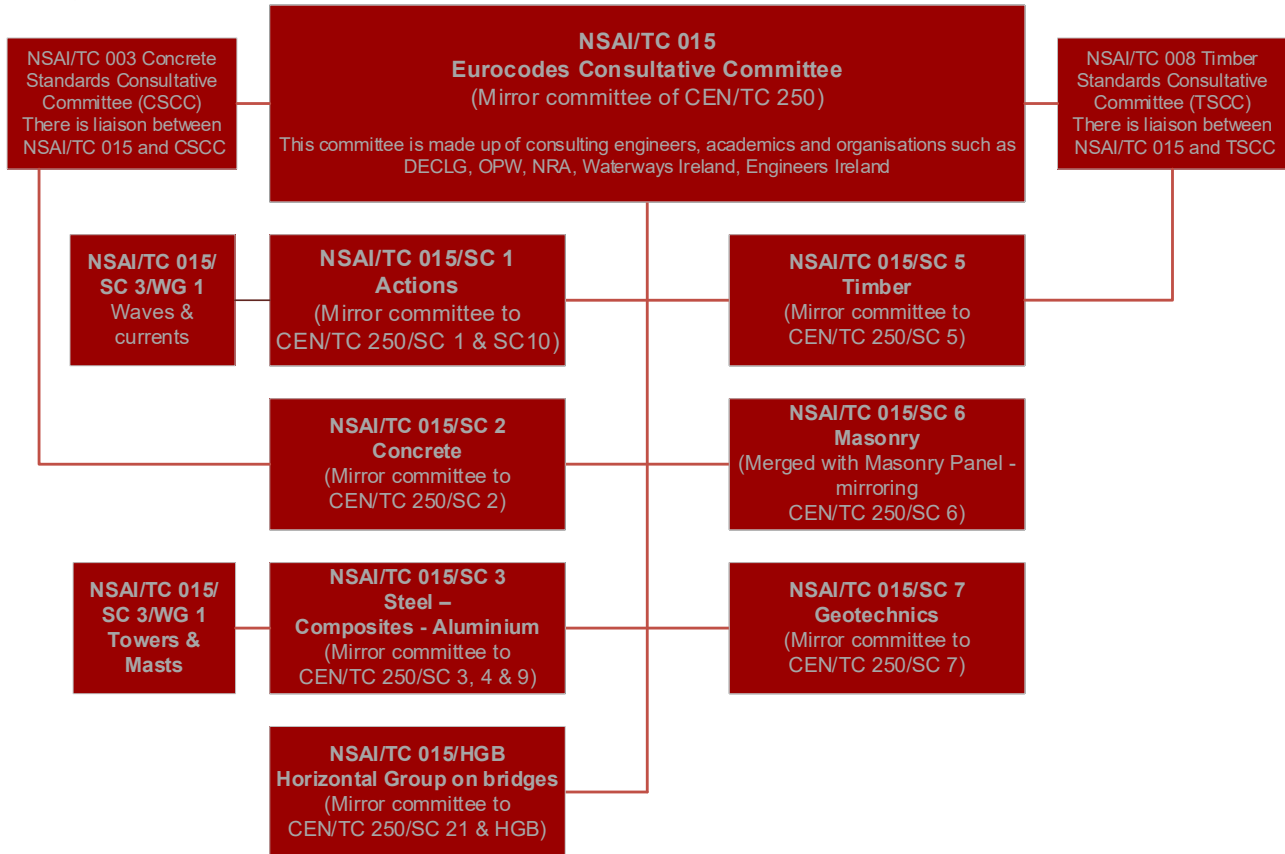 NSAI/TC 003 Concrete
Standards Consultative
Committee (CSCC)
There is liaison between
NSAI/TC 015 and CSCC
NSAI/TC 015
Eurocodes Consultative Committee
(Mirror committee of CEN/TC 250)
This committee is made up of consulting engineers, academics and organisations such as
DECLG, OPW, NRA, Waterways Ireland, Engineers Ireland
NSAI/TC 008 Timber
Standards Consultative
Committee (TSCC)
There is liaison between
NSAI/TC 015 and TSCC
NSAI/TC 015/
SC 3/WG 1
Waves &
currents
NSAI/TC 015/SC 1
Actions
(Mirror committee to
CEN/TC 250/SC 1 & SC10)
NSAI/TC 015/SC 5
Timber
(Mirror committee to
CEN/TC 250/SC 5)
NSAI/TC 015/SC 2
Concrete
(Mirror committee to
CEN/TC 250/SC 2)
NSAI/TC 015/SC 6
Masonry
(Merged with Masonry Panel -
mirroring
CEN/TC 250/SC 6)
NSAI/TC 015/
SC 3/WG 1
Towers &
Masts
NSAI/TC 015/SC 3
Steel –
Composites - Aluminium
(Mirror committee to
CEN/TC 250/SC 3, 4 & 9)
NSAI/TC 015/SC 7
Geotechnics
(Mirror committee to
CEN/TC 250/SC 7)
NSAI/TC 015/HGB
Horizontal Group on bridges
(Mirror committee to
CEN/TC 250/SC 21 & HGB)